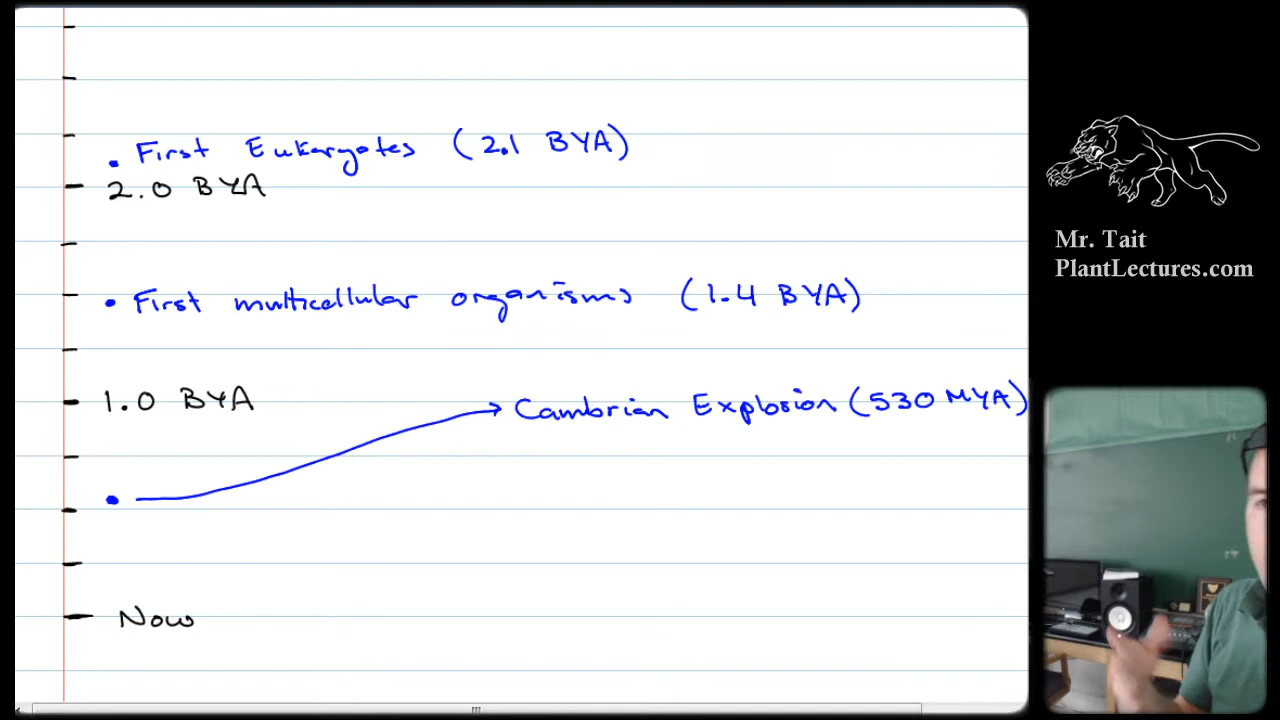 • First Eukaryotes (2.1 BYA)
2.0 BYA
• First multicellular organisms (1.4 BYA)
1.0 BYA
• Cambrian Explosion (530 MYA)
Now
Mr. Tait
PlantLectures.com